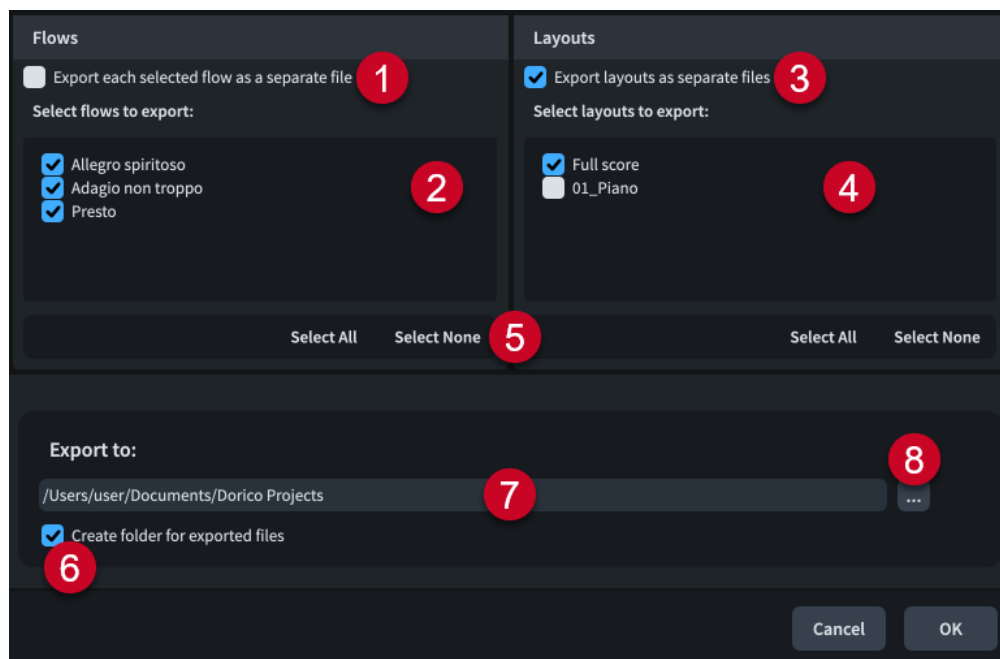 Flows
Export each selected flow as a separate file 1
Select flows to export:
Allegro spiritoso
Adagio non troppo
Presto
2
Select All Select None
Layouts
Export layouts as separate files 3
Select layouts to export:
Full score
01_Piano
4
Select All Select None
5
Export to:
/Users/user/Documents/Dorico Projects
7
8
...
Create folder for exported files
6
Cancel OK